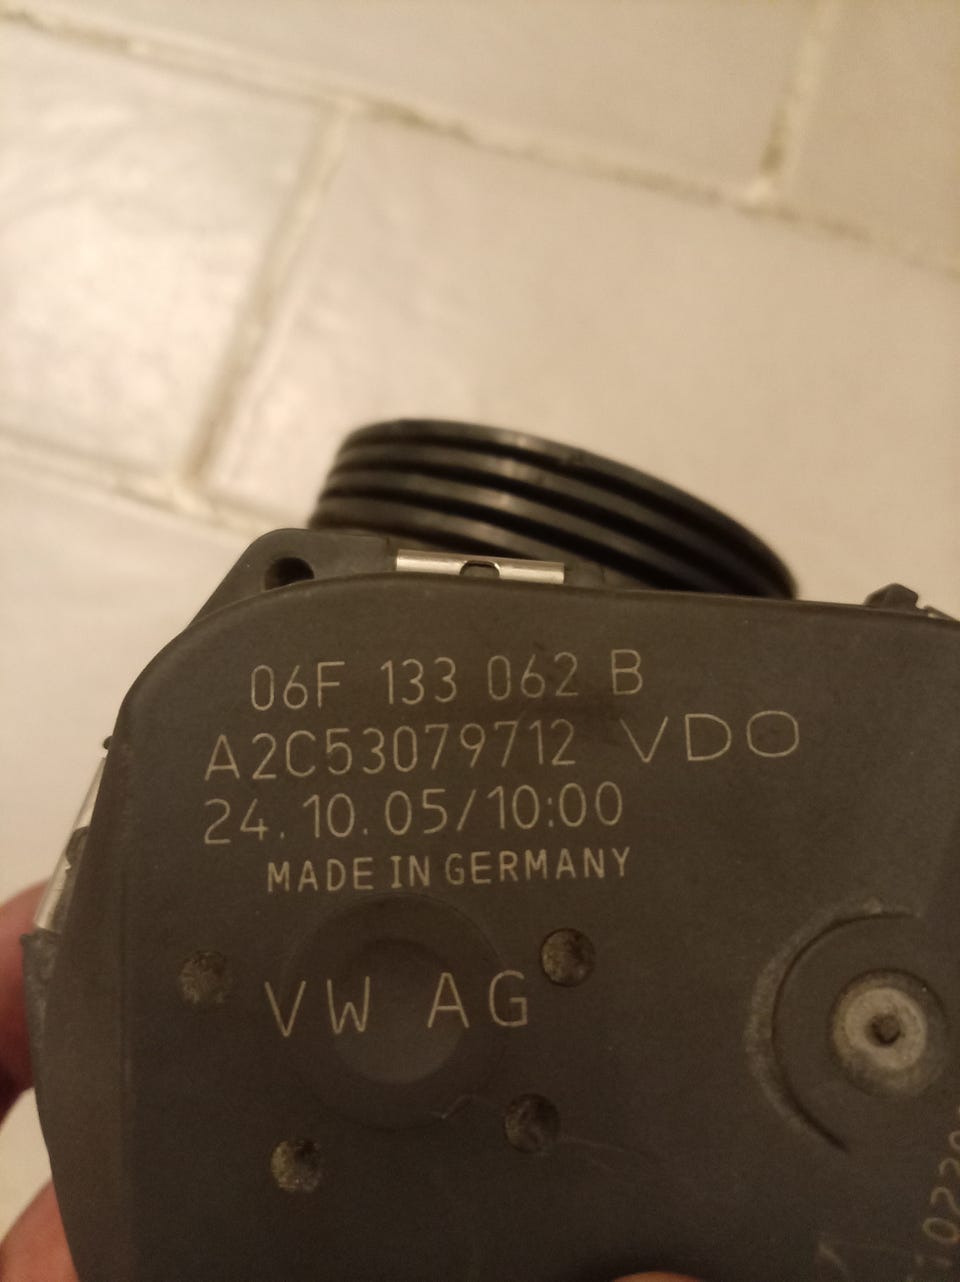 06F 133 062 B
A2C53079712 VDO
24.10.05/10:00
MADE IN GERMANY
VW AG